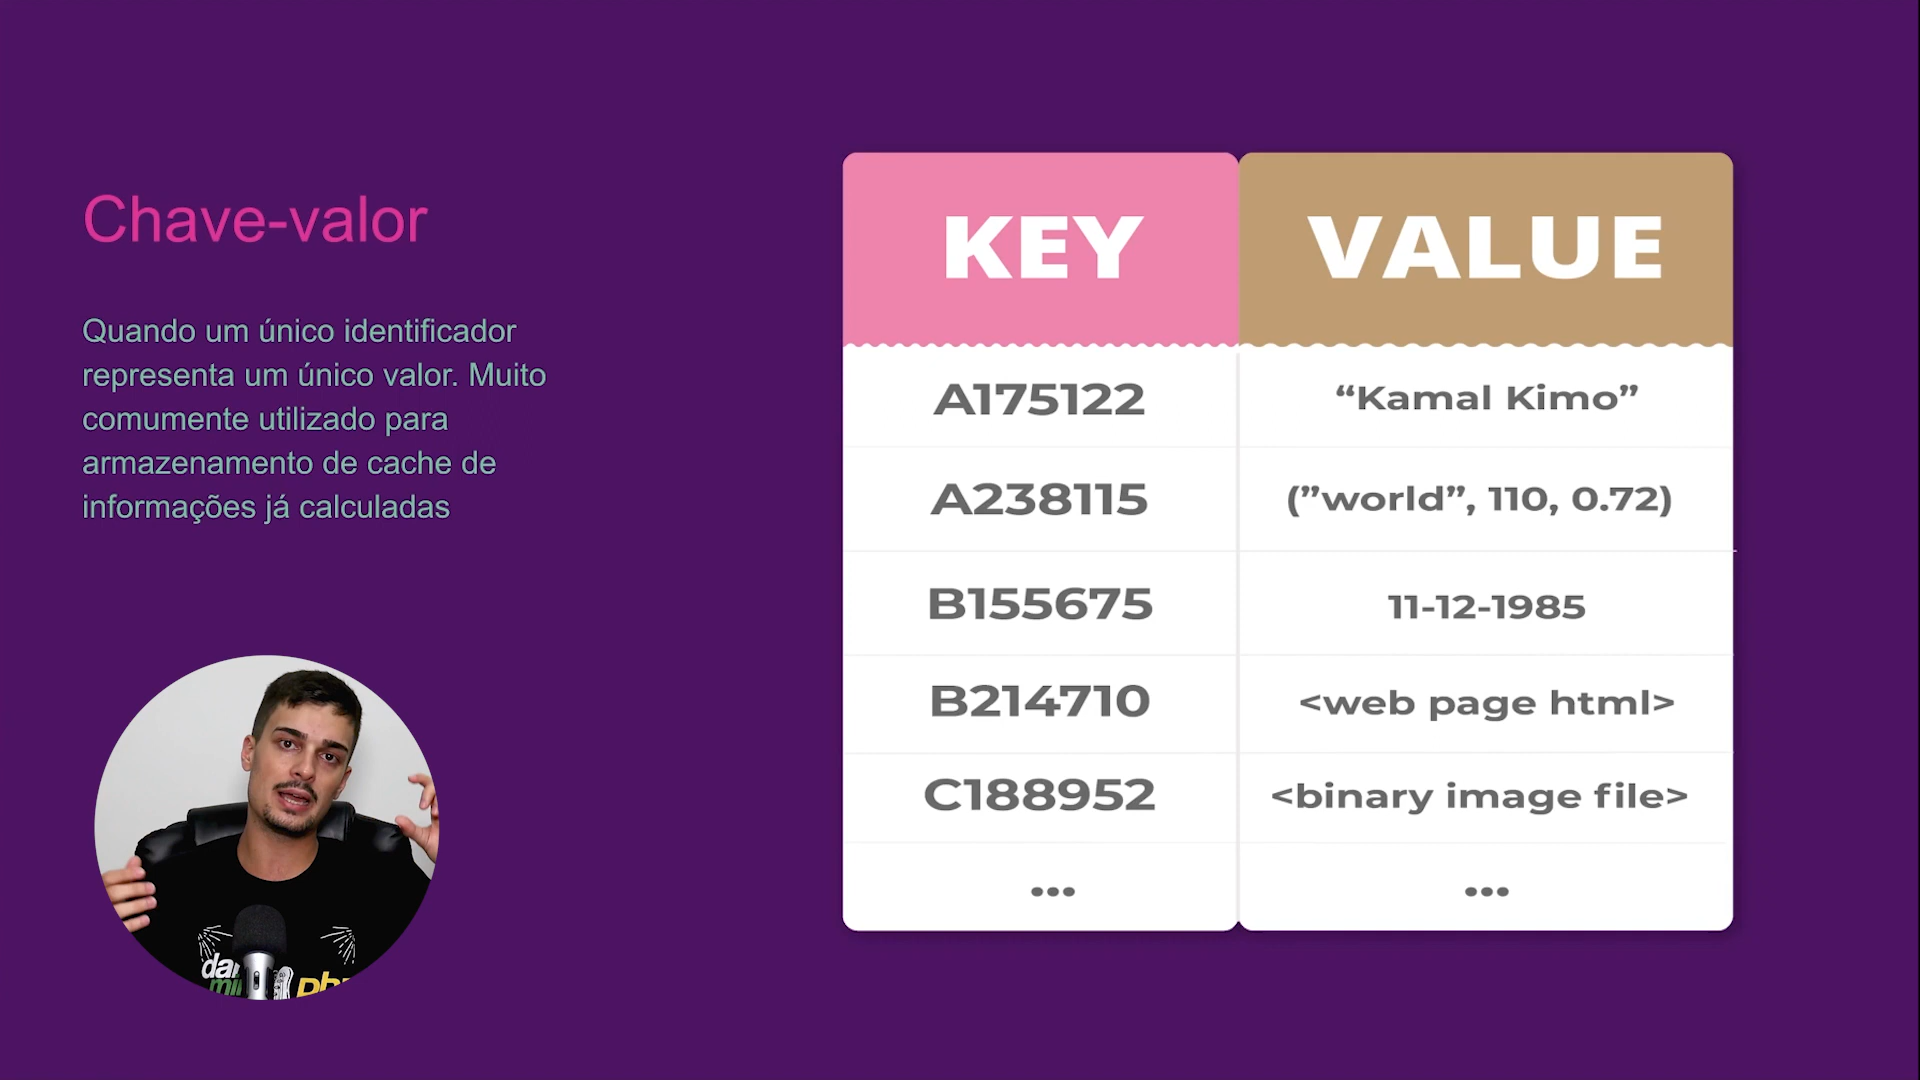 Chave-valor
Quando um único identificador
representa um único valor. Muito
comumente utilizado para
armazenamento de cache de
informações já calculadas
KEY VALUE
A175122 “Kamal Kimo”
A238115 (”world”, 110, 0.72)
B155675 11-12-1985
B214710 <web page html>
C188952 <binary image file>
... ...